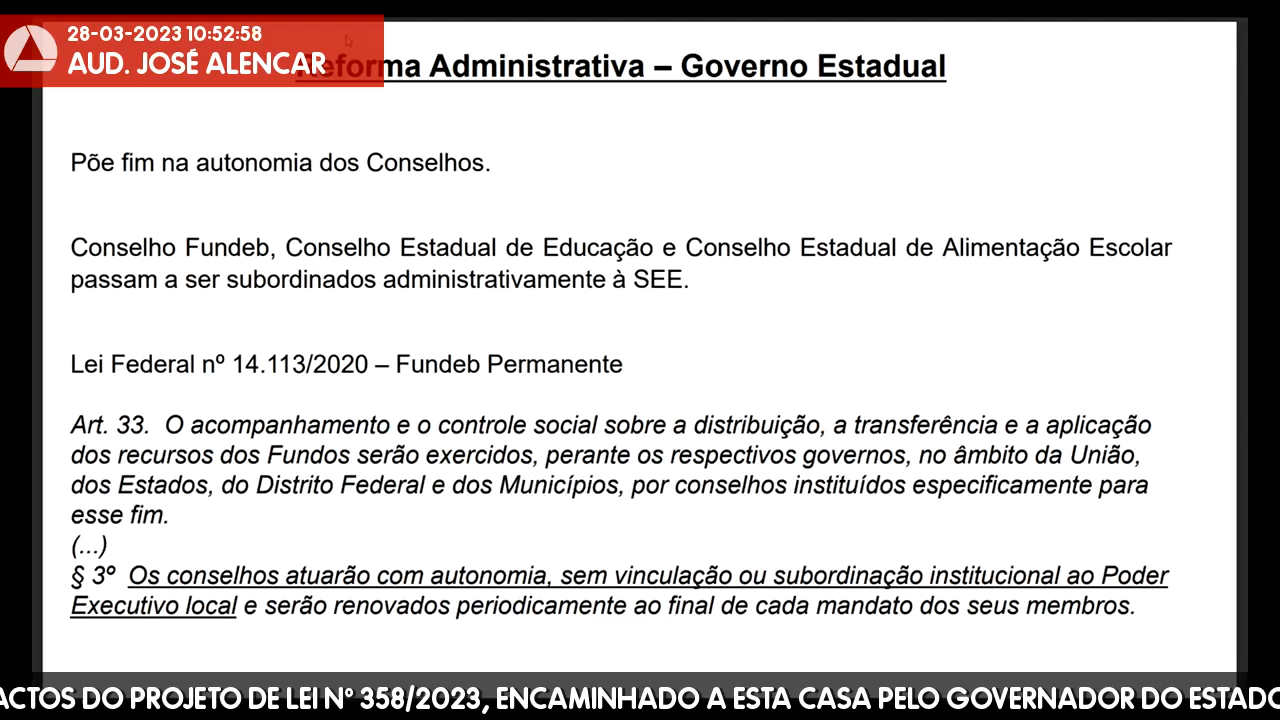 28-03-2023 10:52:58
AUD. JOSÉ ALENCAR
Reforma Administrativa – Governo Estadual
Põe fim na autonomia dos Conselhos.
Conselho Fundeb, Conselho Estadual de Educação e Conselho Estadual de Alimentação Escolar
passam a ser subordinados administrativamente à SEE.
Lei Federal nº 14.113/2020 – Fundeb Permanente
Art. 33. O acompanhamento e o controle social sobre a distribuição, a transferência e a aplicação
dos recursos dos Fundos serão exercidos, perante os respectivos governos, no âmbito da União,
dos Estados, do Distrito Federal e dos Municípios, por conselhos instituídos especificamente para
esse fim.
(...)
§ 3º Os conselhos atuarão com autonomia, sem vinculação ou subordinação institucional ao Poder
Executivo local e serão renovados periodicamente ao final de cada mandato dos seus membros.
ACTOS DO PROJETO DE LEI Nº 358/2023, ENCAMINHADO A ESTA CASA PELO GOVERNADOR DO ESTADO